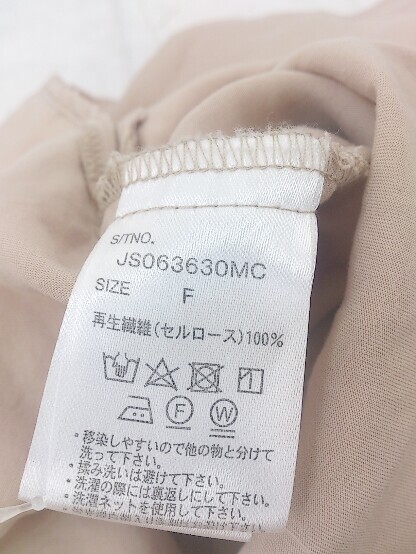 S/TNO.
JS063630MC
SIZE F
再生繊維(セルロース)100%
F W
・移染しやすいので他の物と分けて
洗って下さい。
・揉み洗いは避けて下さい。
・洗濯の際には裏返しにして下さい。
・洗濯ネットを使用して下さい。